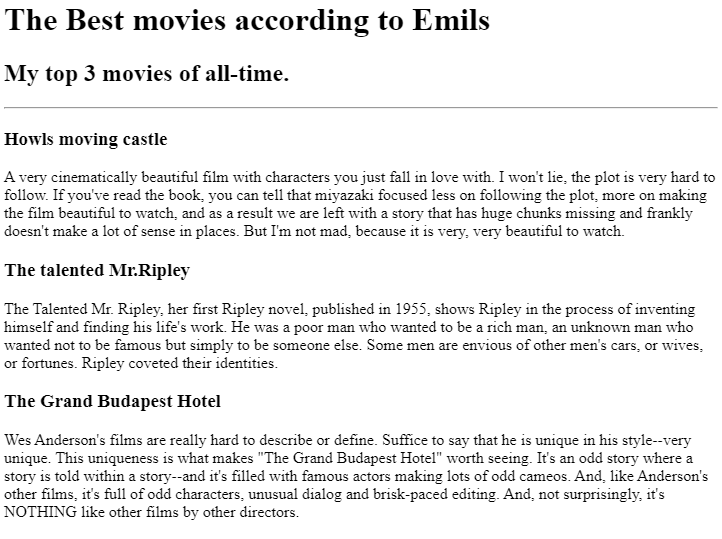 The Best movies according to Emils
My top 3 movies of all-time.
Howls moving castle
A very cinematically beautiful film with characters you just fall in love with. I won't lie, the plot is very hard to
follow. If you've read the book, you can tell that miyazaki focused less on following the plot, more on making
the film beautiful to watch, and as a result we are left with a story that has huge chunks missing and frankly
doesn't make a lot of sense in places. But I'm not mad, because it is very, very beautiful to watch.
The talented Mr.Ripley
The Talented Mr. Ripley, her first Ripley novel, published in 1955, shows Ripley in the process of inventing
himself and finding his life's work. He was a poor man who wanted to be a rich man, an unknown man who
wanted not to be famous but simply to be someone else. Some men are envious of other men's cars, or wives,
or fortunes. Ripley coveted their identities.
The Grand Budapest Hotel
Wes Anderson's films are really hard to describe or define. Suffice to say that he is unique in his style--very
unique. This uniqueness is what makes "The Grand Budapest Hotel" worth seeing. It's an odd story where a
story is told within a story--and it's filled with famous actors making lots of odd cameos. And, like Anderson's
other films, it's full of odd characters, unusual dialog and brisk-paced editing. And, not surprisingly, it's
NOTHING like other films by other directors.